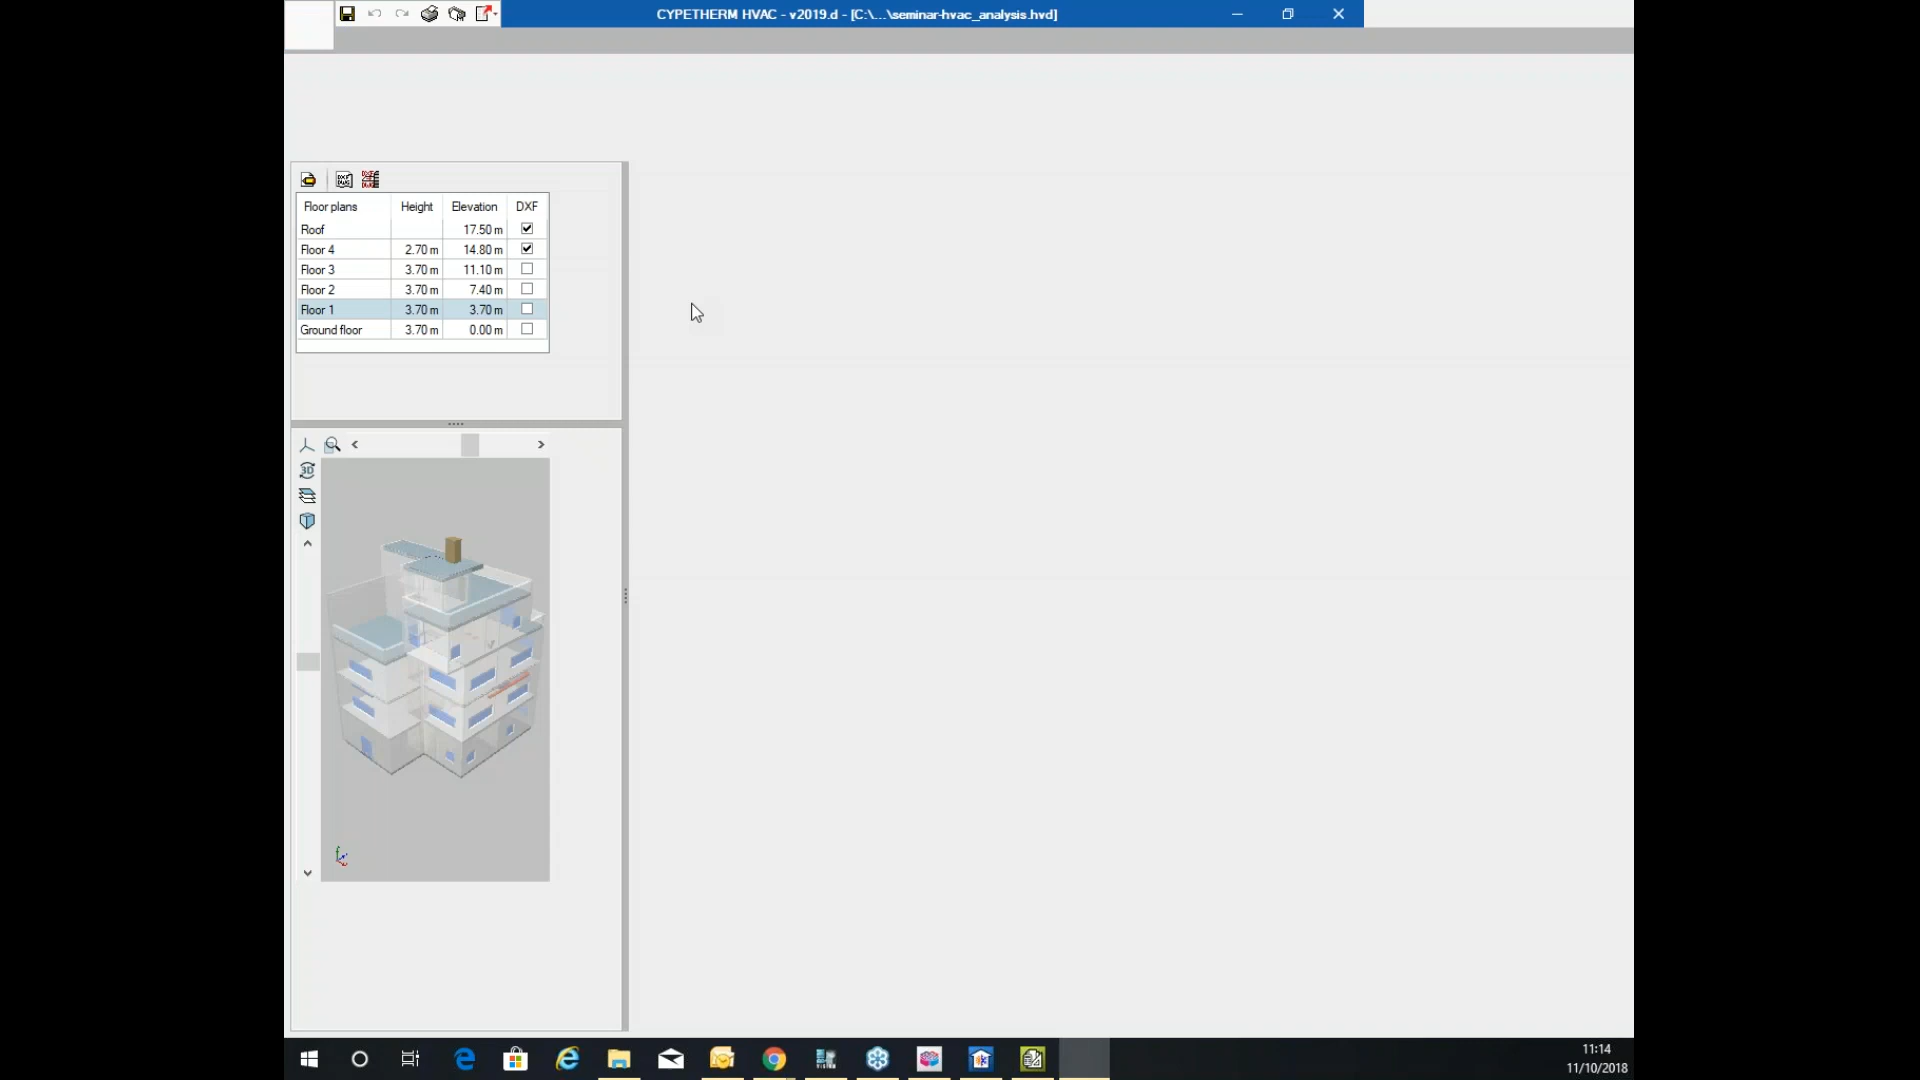 CYPETHERM HVAC - v2019.d - [C:\...\seminar-hvac_analysis.hvd]
Floor plans Height Elevation DXF
Roof 17.50 m
Floor 4 2.70 m 14.80 m
Floor 3 3.70 m 11.10 m
Floor 2 3.70 m 7.40 m
Floor 1 3.70 m 3.70 m
Ground floor 3.70 m 0.00 m
3D
11:14
11/10/2018